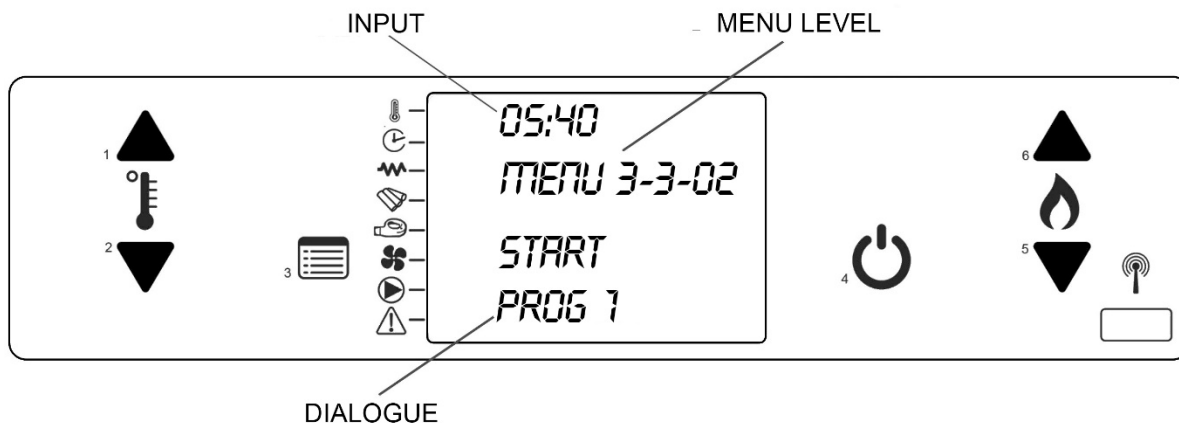 INPUT
MENU LEVEL
05:40
MENU 3-3-02
START
PROG 1
1
2
3
4
6
5
DIALOGUE